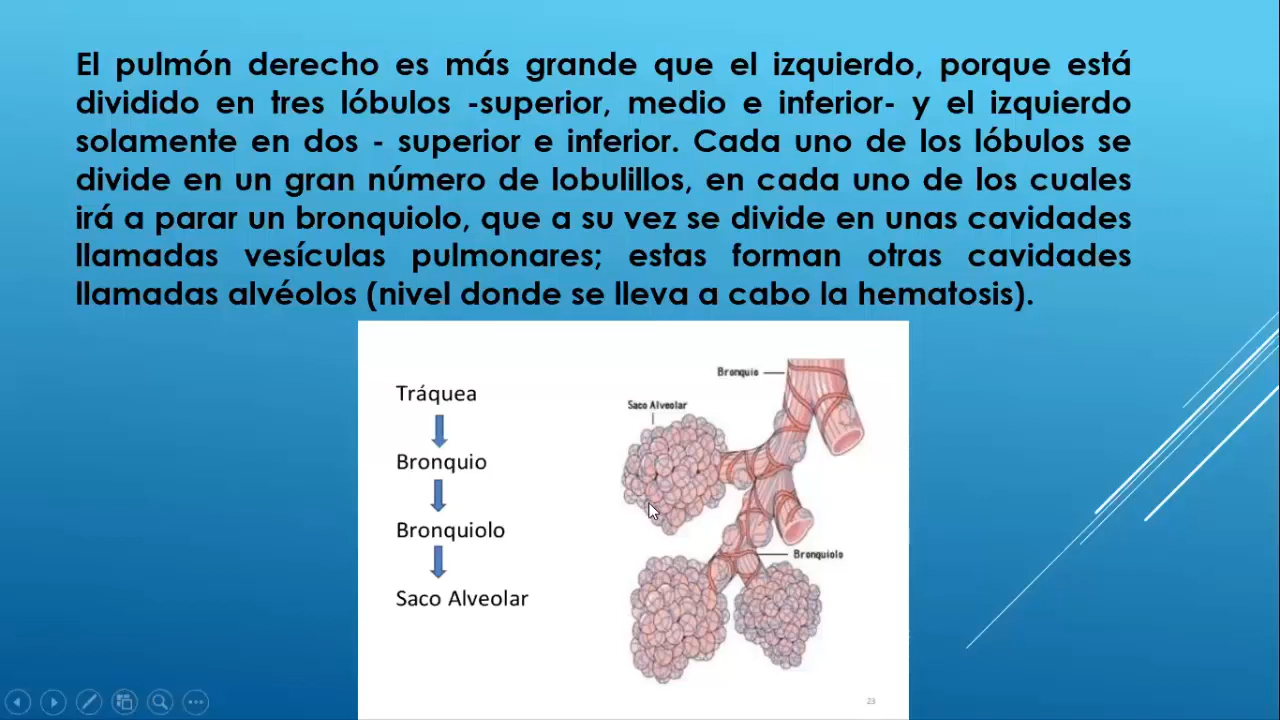 El pulmón derecho es más grande que el izquierdo, porque está
dividido en tres lóbulos -superior, medio e inferior- y el izquierdo
solamente en dos - superior e inferior. Cada uno de los lóbulos se
divide en un gran número de lobulillos, en cada uno de los cuales
irá a parar un bronquiolo, que a su vez se divide en unas cavidades
llamadas vesículas pulmonares; estas forman otras cavidades
llamadas alvéolos (nivel donde se lleva a cabo la hematosis).
Tráquea
Bronquio
Bronquiolo
Saco Alveolar
Bronquio
Saco Alveolar
Bronquiolo
23